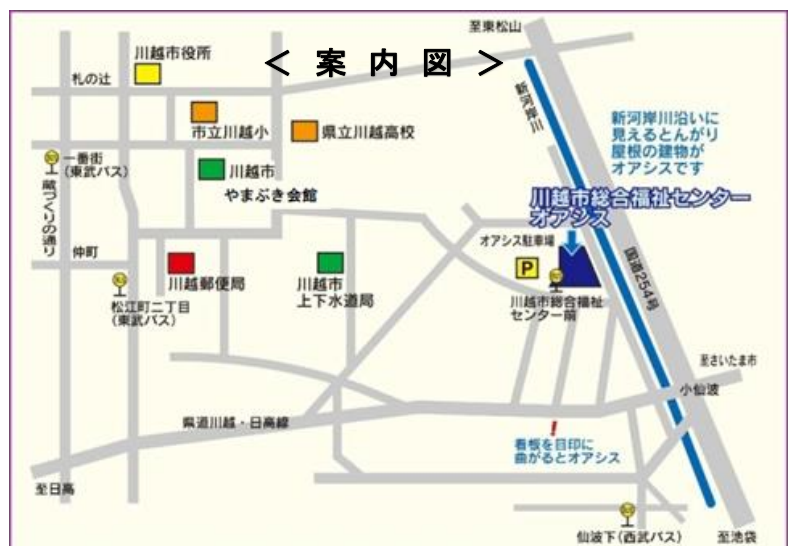 至東松山
川越市役所
＜ 案 内 図 ＞
札の辻
新河岸川
市立川越小
県立川越高校
新河岸川沿いに
見えるとんがり
屋根の建物が
オアシスです
一番街
(東武バス)
川越市
やまぶき会館
蔵づくりの通り
川越市総合福祉センター
オアシス
オアシス駐車場
仲町
P
国道254号
川越郵便局
川越市
上下水道局
川越市総合福祉
センター前
松江町二丁目
(東武バス)
至さいたま市
小仙波
県道川越・日高線
!
看板を目印に
曲がるとオアシス
至日高
仙波下(西武バス)
至池袋